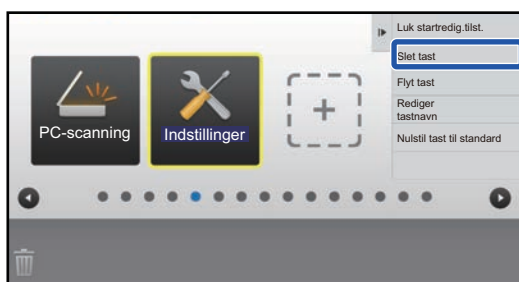 Luk startredig.tilst.
Slet tast
Flyt tast
Rediger
tastnavn
Nulstil tast til standard
PC-scanning
Indstillinger